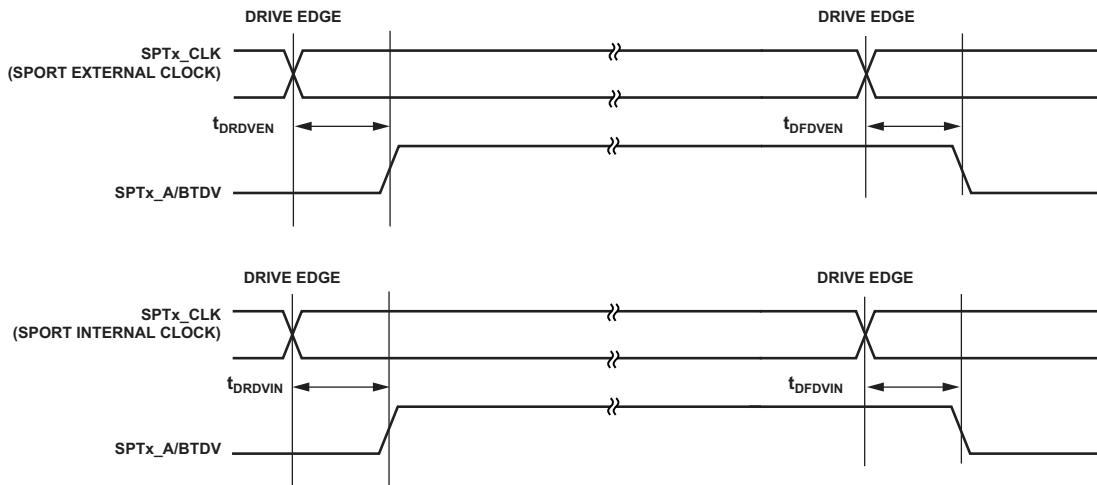 DRIVE EDGE DRIVE EDGE
SPTx_CLK
(SPORT EXTERNAL CLOCK)
tDRDVEN tDFDVEN
SPTx_A/BTDV
DRIVE EDGE DRIVE EDGE
SPTx_CLK
(SPORT INTERNAL CLOCK)
tDRDVIN tDFDVIN
SPTx_A/BTDV